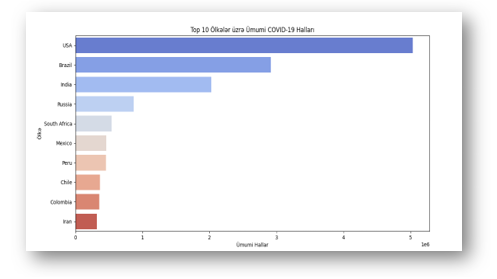 Top 10 Ölkələr üzrə Ümumi COVID-19 Halları
USA
Brazil
India
Russia
South Africa
Mexico
Peru
Chile
Colombia
Iran
Ölkə
0 1 2 3 4 5
1e6
Ümumi Hallar